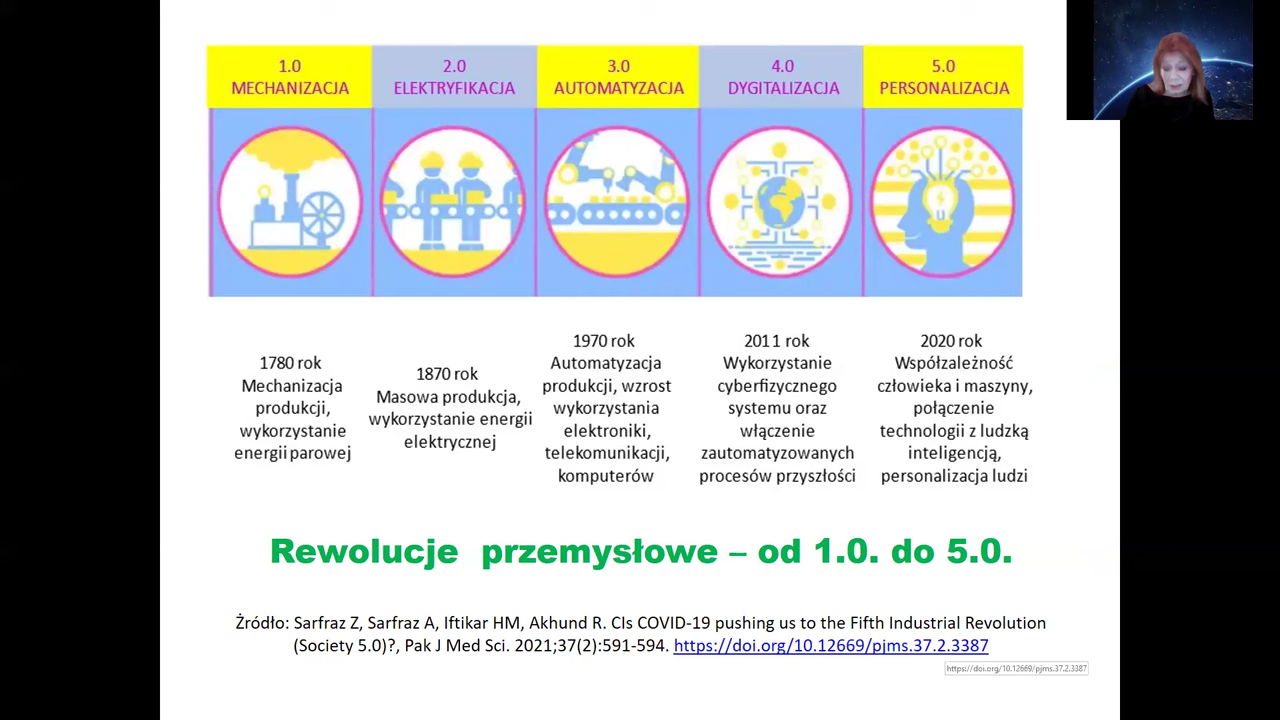 1.0
MECHANIZACJA
2.0
ELEKTRYFIKACJA
3.0
AUTOMATYZACJA
4.0
DYGITALIZACJA
5.0
PERSONALIZACJA
1780 rok
Mechanizacja
produkcji,
wykorzystanie
energii parowej
1870 rok
Masowa produkcja,
wykorzystanie energii
elektrycznej
1970 rok
Automatyzacja
produkcji, wzrost
wykorzystania
elektroniki,
telekomunikacji,
komputerów
2011 rok
Wykorzystanie
cyberfizycznego
systemu oraz
włączenie
zautomatyzowanych
procesów przyszłości
2020 rok
Współzależność
człowieka i maszyny,
połączenie
technologii z ludzką
inteligencją,
personalizacja ludzi
Rewolucje przemysłowe – od 1.0. do 5.0.
Żródło: Sarfraz Z, Sarfraz A, Iftikar HM, Akhund R. CIs COVID-19 pushing us to the Fifth Industrial Revolution
(Society 5.0)?, Pak J Med Sci. 2021;37(2):591-594. https://doi.org/10.12669/pjms.37.2.3387
https://doi.org/10.12669/pjms.37.2.3387